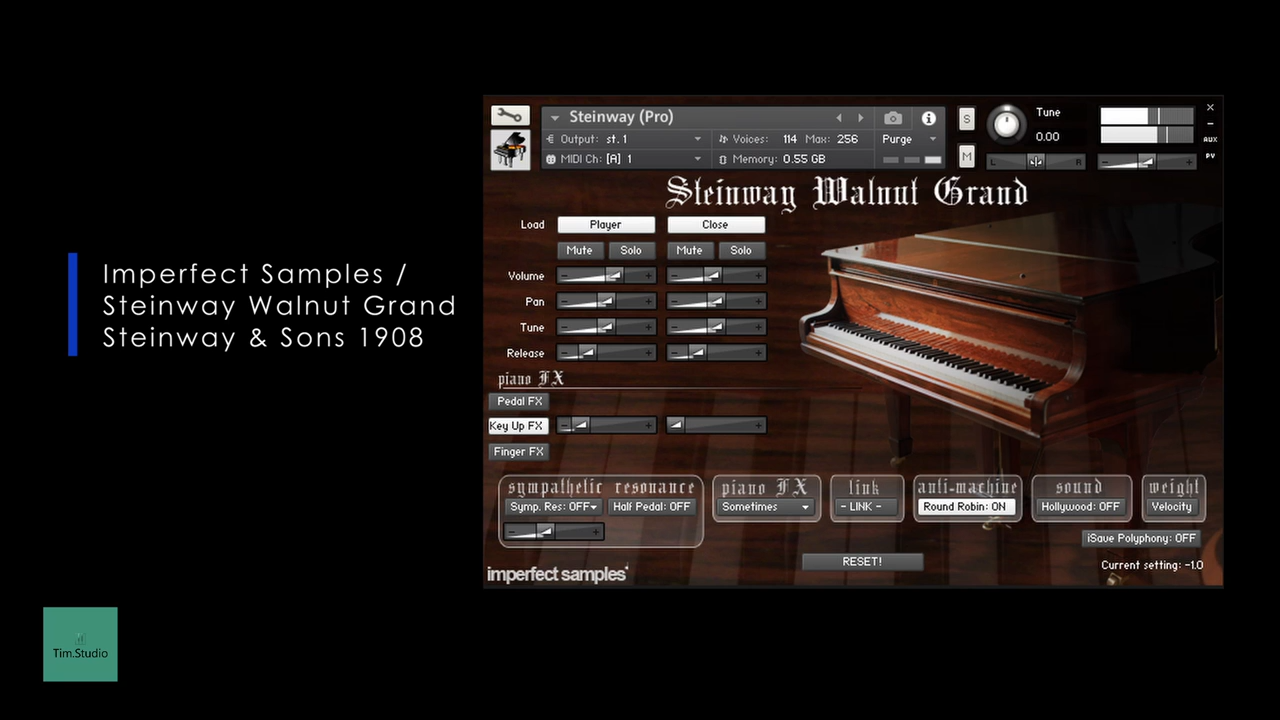 Imperfect Samples /
Steinway Walnut Grand
Steinway & Sons 1908
Tim.Studio
Steinway (Pro)
Output: st. 1
Voices: 114 Max: 256
Purge
MIDI Ch: [A] 1
Memory: 0.55 GB
S
M
Tune
0.00
L R
AUX
PV
Steinway Walnut Grand
Load Player Close
Mute Solo Mute Solo
Volume
Pan
Tune
Release
piano FX
Pedal FX
Key Up FX
Finger FX
sympathetic resonance
Symp. Res: OFF Half Pedal: OFF
piano FX
Sometimes
link
- LINK -
anti-machine
Round Robin: ON
sound
Hollywood: OFF
weight
Velocity
iSave Polyphony: OFF
RESET!
Current setting: -1.0
imperfect samples